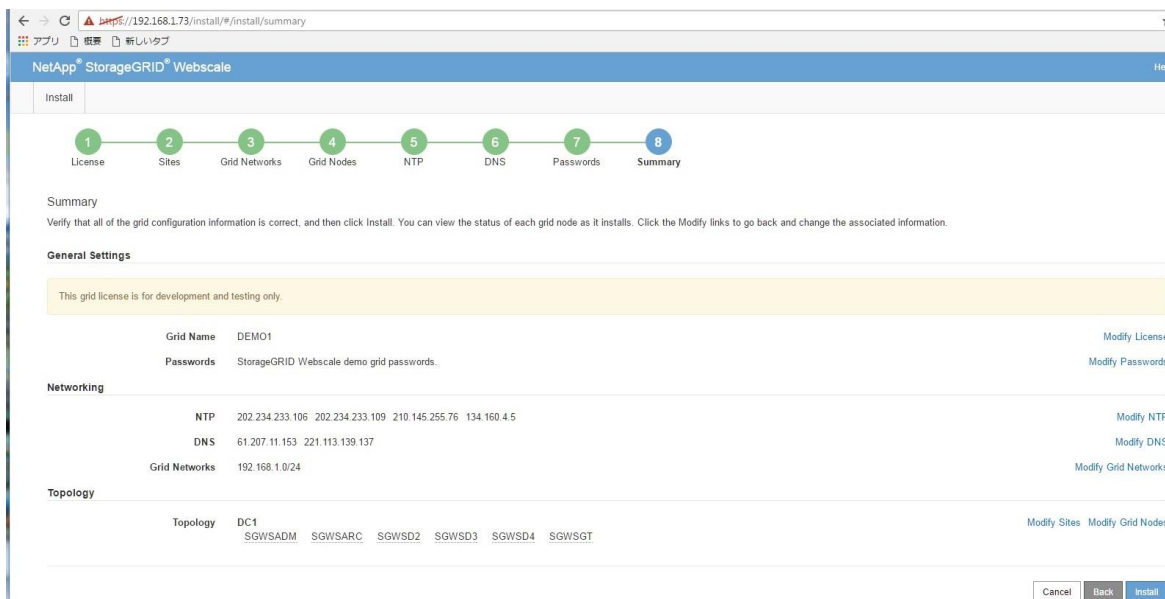 https://192.168.1.73/install/#/install/summary
アプリ 概要 新しいタブ
NetApp® StorageGRID® Webscale He
Install
1 2 3 4 5 6 7 8
License Sites Grid Networks Grid Nodes NTP DNS Passwords Summary
Summary
Verify that all of the grid configuration information is correct, and then click Install. You can view the status of each grid node as it installs. Click the Modify links to go back and change the associated information.
General Settings
This grid license is for development and testing only.
Grid Name DEMO1 Modify License
Passwords StorageGRID Webscale demo grid passwords. Modify Passwords
Networking
NTP 202.234.233.106 202.234.233.109 210.145.255.76 134.160.4.5 Modify NTP
DNS 61.207.11.153 221.113.139.137 Modify DNS
Grid Networks 192.168.1.0/24 Modify Grid Networks
Topology
Topology DC1 Modify Sites Modify Grid Nodes
SGWSADM SGWSARC SGWSD2 SGWSD3 SGWSD4 SGWSGT
Cancel Back Install